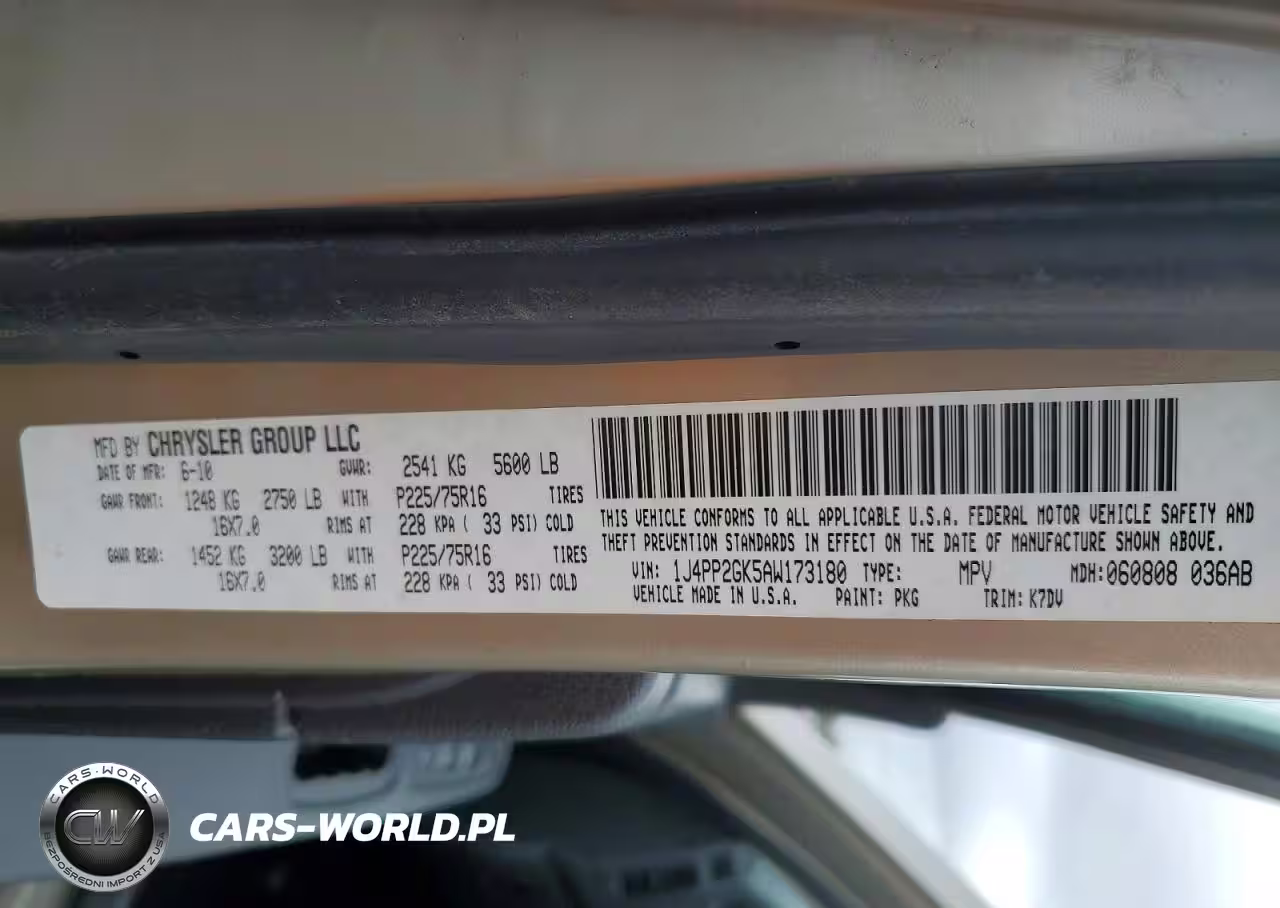 MFD BY CHRYSLER GROUP LLC
DATE OF MFR: 6-10 GVWR: 2541 KG 5600 LB
GAWR FRONT: 1248 KG 2750 LB WITH P225/75R16 TIRES
16X7.0 RIMS AT 228 KPA ( 33 PSI) COLD
GAWR REAR: 1452 KG 3200 LB WITH P225/75R16 TIRES
16X7.0 RIMS AT 228 KPA ( 33 PSI) COLD
THIS VEHICLE CONFORMS TO ALL APPLICABLE U.S.A. FEDERAL MOTOR VEHICLE SAFETY AND
THEFT PREVENTION STANDARDS IN EFFECT ON THE DATE OF MANUFACTURE SHOWN ABOVE.
VIN: 1J4PP2GK5AW173180 TYPE: MPV MDH:060808 036AB
VEHICLE MADE IN U.S.A. PAINT: PKG TRIM: K7DV
CARS-WORLD
CW
BEZPOŚREDNI IMPORT Z USA
CARS-WORLD.PL